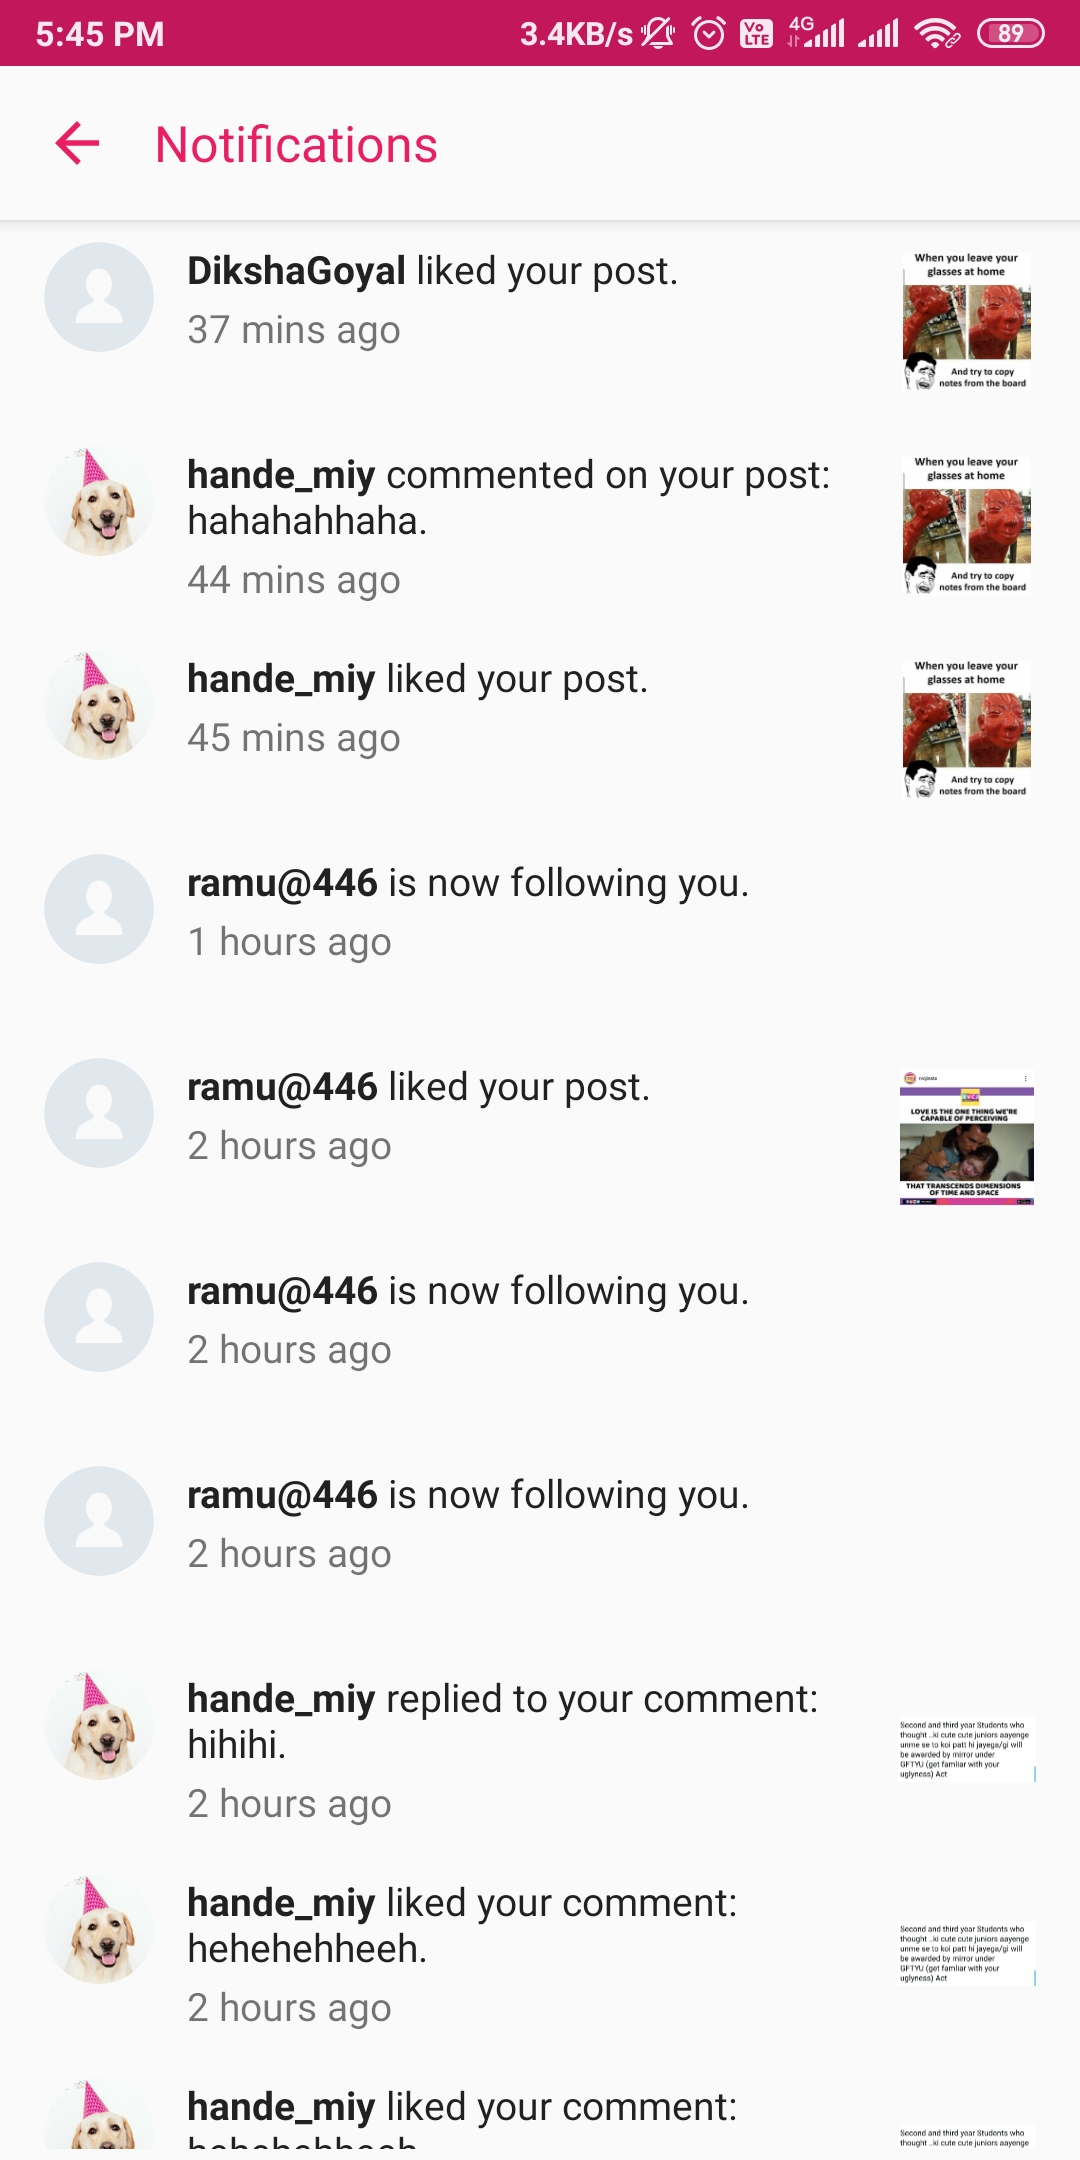 5:45 PM 3.4KB/s Vo LTE 4G 89
Notifications
DikshaGoyal liked your post.
37 mins ago
When you leave your
glasses at home
And try to copy
notes from the board
hande_miy commented on your post:
hahahahhaha.
44 mins ago
When you leave your
glasses at home
And try to copy
notes from the board
hande_miy liked your post.
45 mins ago
When you leave your
glasses at home
And try to copy
notes from the board
ramu@446 is now following you.
1 hours ago
ramu@446 liked your post.
2 hours ago
LOVE IS THE ONE THING WE'RE
CAPABLE OF PERCEIVING
THAT TRANSCENDS DIMENSIONS
OF TIME AND SPACE
ramu@446 is now following you.
2 hours ago
ramu@446 is now following you.
2 hours ago
hande_miy replied to your comment:
hihihi.
2 hours ago
Second and third year Students who
thought ..ki cute cute juniors aayenge
unme se to koi patt hi jayega/gi will
be awarded by mirror under
GFTYU (get famliar with your
uglyness) Act
hande_miy liked your comment:
hehehehheeh.
2 hours ago
Second and third year Students who
thought ..ki cute cute juniors aayenge
unme se to koi patt hi jayega/gi will
be awarded by mirror under
GFTYU (get famliar with your
uglyness) Act
hande_miy liked your comment:
Second and third year Students who
thought ..ki cute cute juniors aayenge